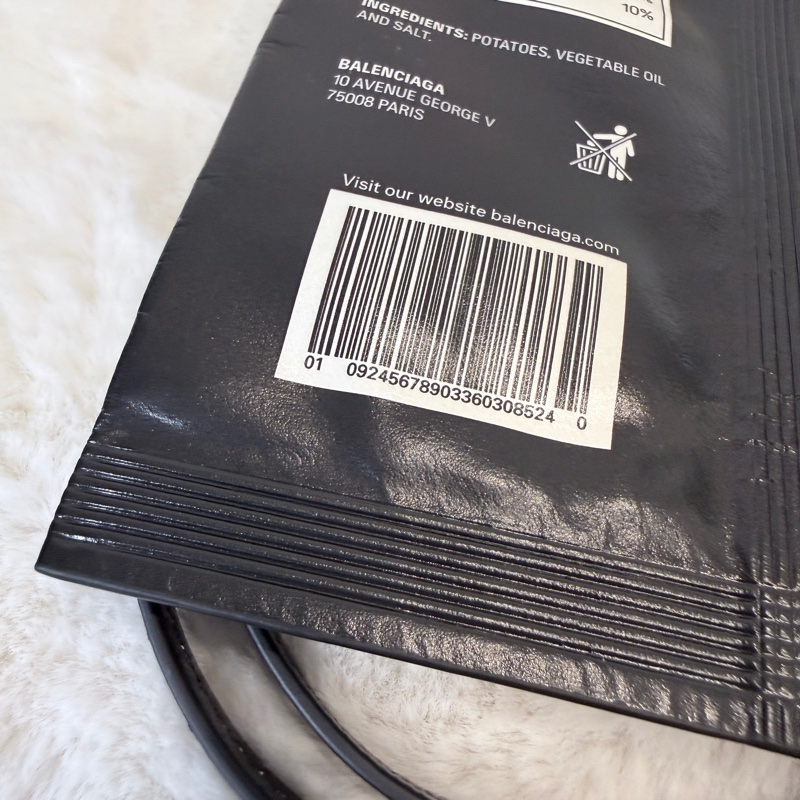 10%
INGREDIENTS: POTATOES, VEGETABLE OIL
AND SALT.
BALENCIAGA
10 AVENUE GEORGE V
75008 PARIS
Visit our website balenciaga.com
01 09245678903360308524 0